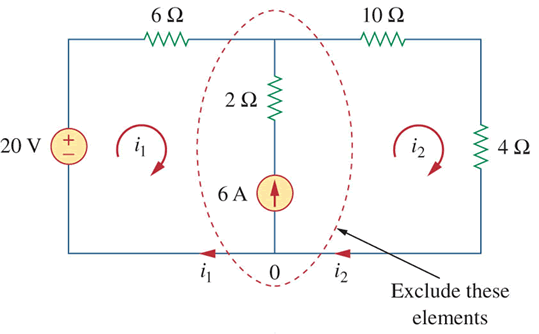 6 Ω
10 Ω
2 Ω
20 V
+
−
i1
i2
4 Ω
6 A
i1
0
i2
Exclude these
elements